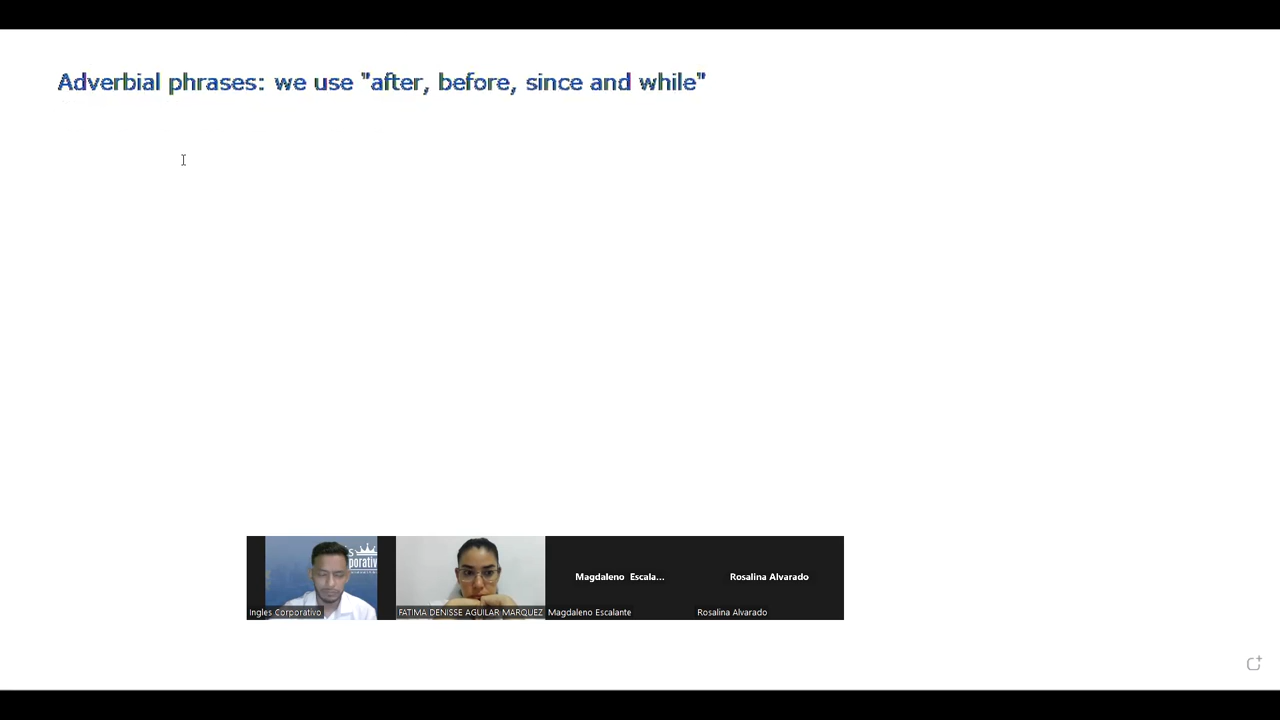 Adverbial phrases: we use "after, before, since and while"
Ingles Corporativo
FATIMA DENISSE AGUILAR MARQUEZ
Magdaleno Escala...
Magdaleno Escalante
Rosalina Alvarado
Rosalina Alvarado